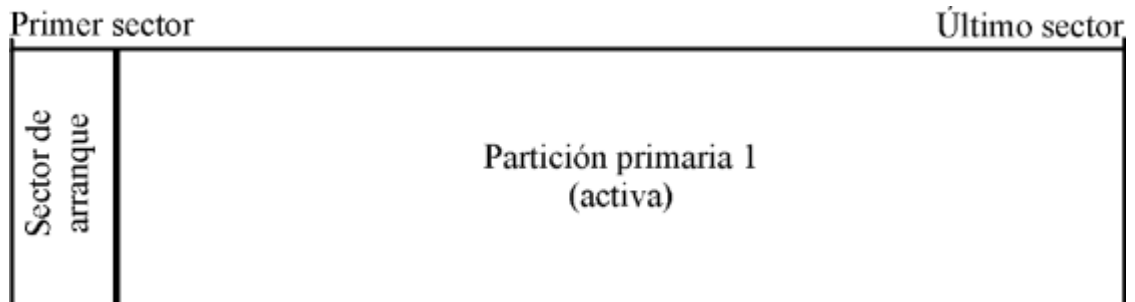 Primer sector
Último sector
Sector de
arranque
Partición primaria 1
(activa)